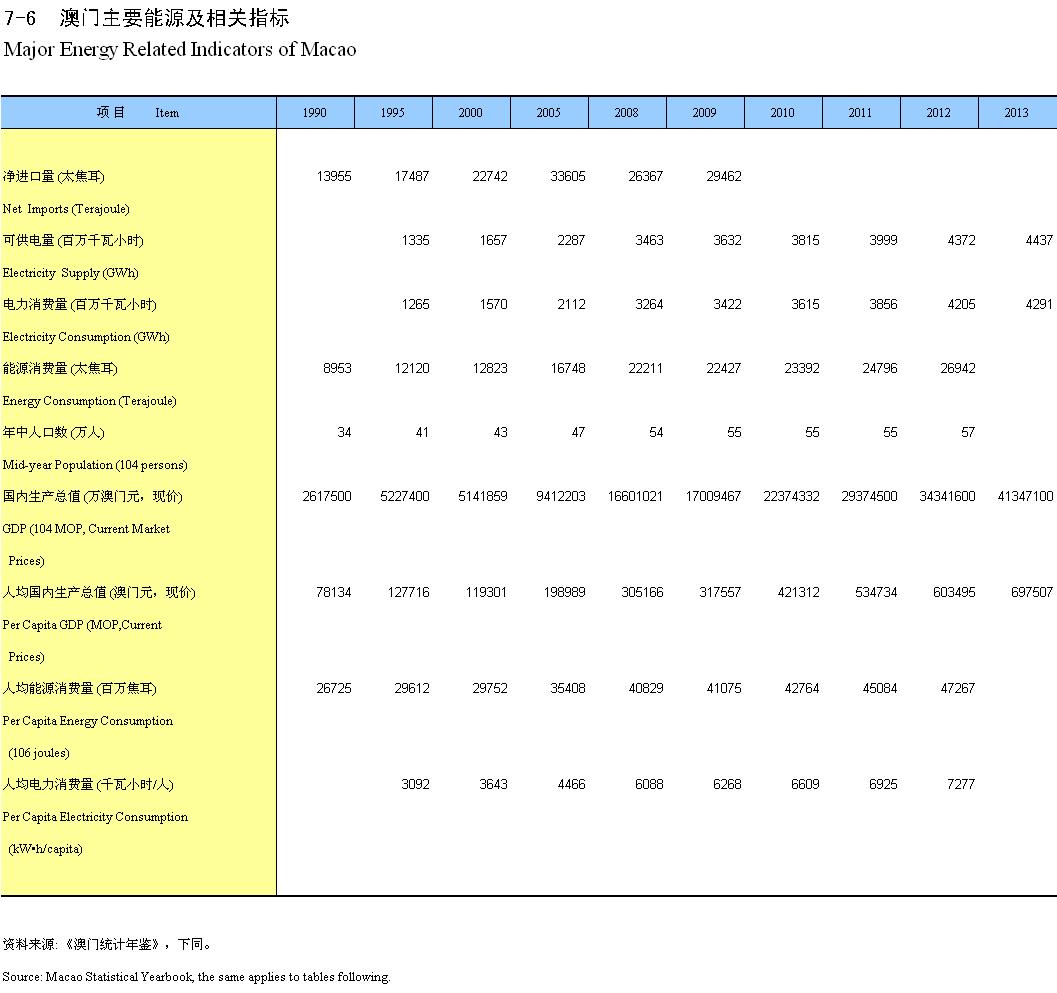 7-6 澳门主要能源及相关指标
Major Energy Related Indicators of Macao
项 目 Item 1990 1995 2000 2005 2008 2009 2010 2011 2012 2013
净进口量 (太焦耳) 13955 17487 22742 33605 26367 29462
Net Imports (Terajoule)
可供电量 (百万千瓦小时) 1335 1657 2287 3463 3632 3815 3999 4372 4437
Electricity Supply (GWh)
电力消费量 (百万千瓦小时) 1265 1570 2112 3264 3422 3615 3856 4205 4291
Electricity Consumption (GWh)
能源消费量 (太焦耳) 8953 12120 12823 16748 22211 22427 23392 24796 26942
Energy Consumption (Terajoule)
年中人口数 (万人) 34 41 43 47 54 55 55 55 57
Mid-year Population (104 persons)
国内生产总值 (万澳门元，现价) 2617500 5227400 5141859 9412203 16601021 17009467 22374332 29374500 34341600 41347100
GDP (104 MOP, Current Market
Prices)
人均国内生产总值 (澳门元，现价) 78134 127716 119301 198989 305166 317557 421312 534734 603495 697507
Per Capita GDP (MOP,Current
Prices)
人均能源消费量 (百万焦耳) 26725 29612 29752 35408 40829 41075 42764 45084 47267
Per Capita Energy Consumption
(106 joules)
人均电力消费量 (千瓦小时/人) 3092 3643 4466 6088 6268 6609 6925 7277
Per Capita Electricity Consumption
(kW•h/capita)
资料来源:《澳门统计年鉴》，下同。
Source: Macao Statistical Yearbook, the same applies to tables following.